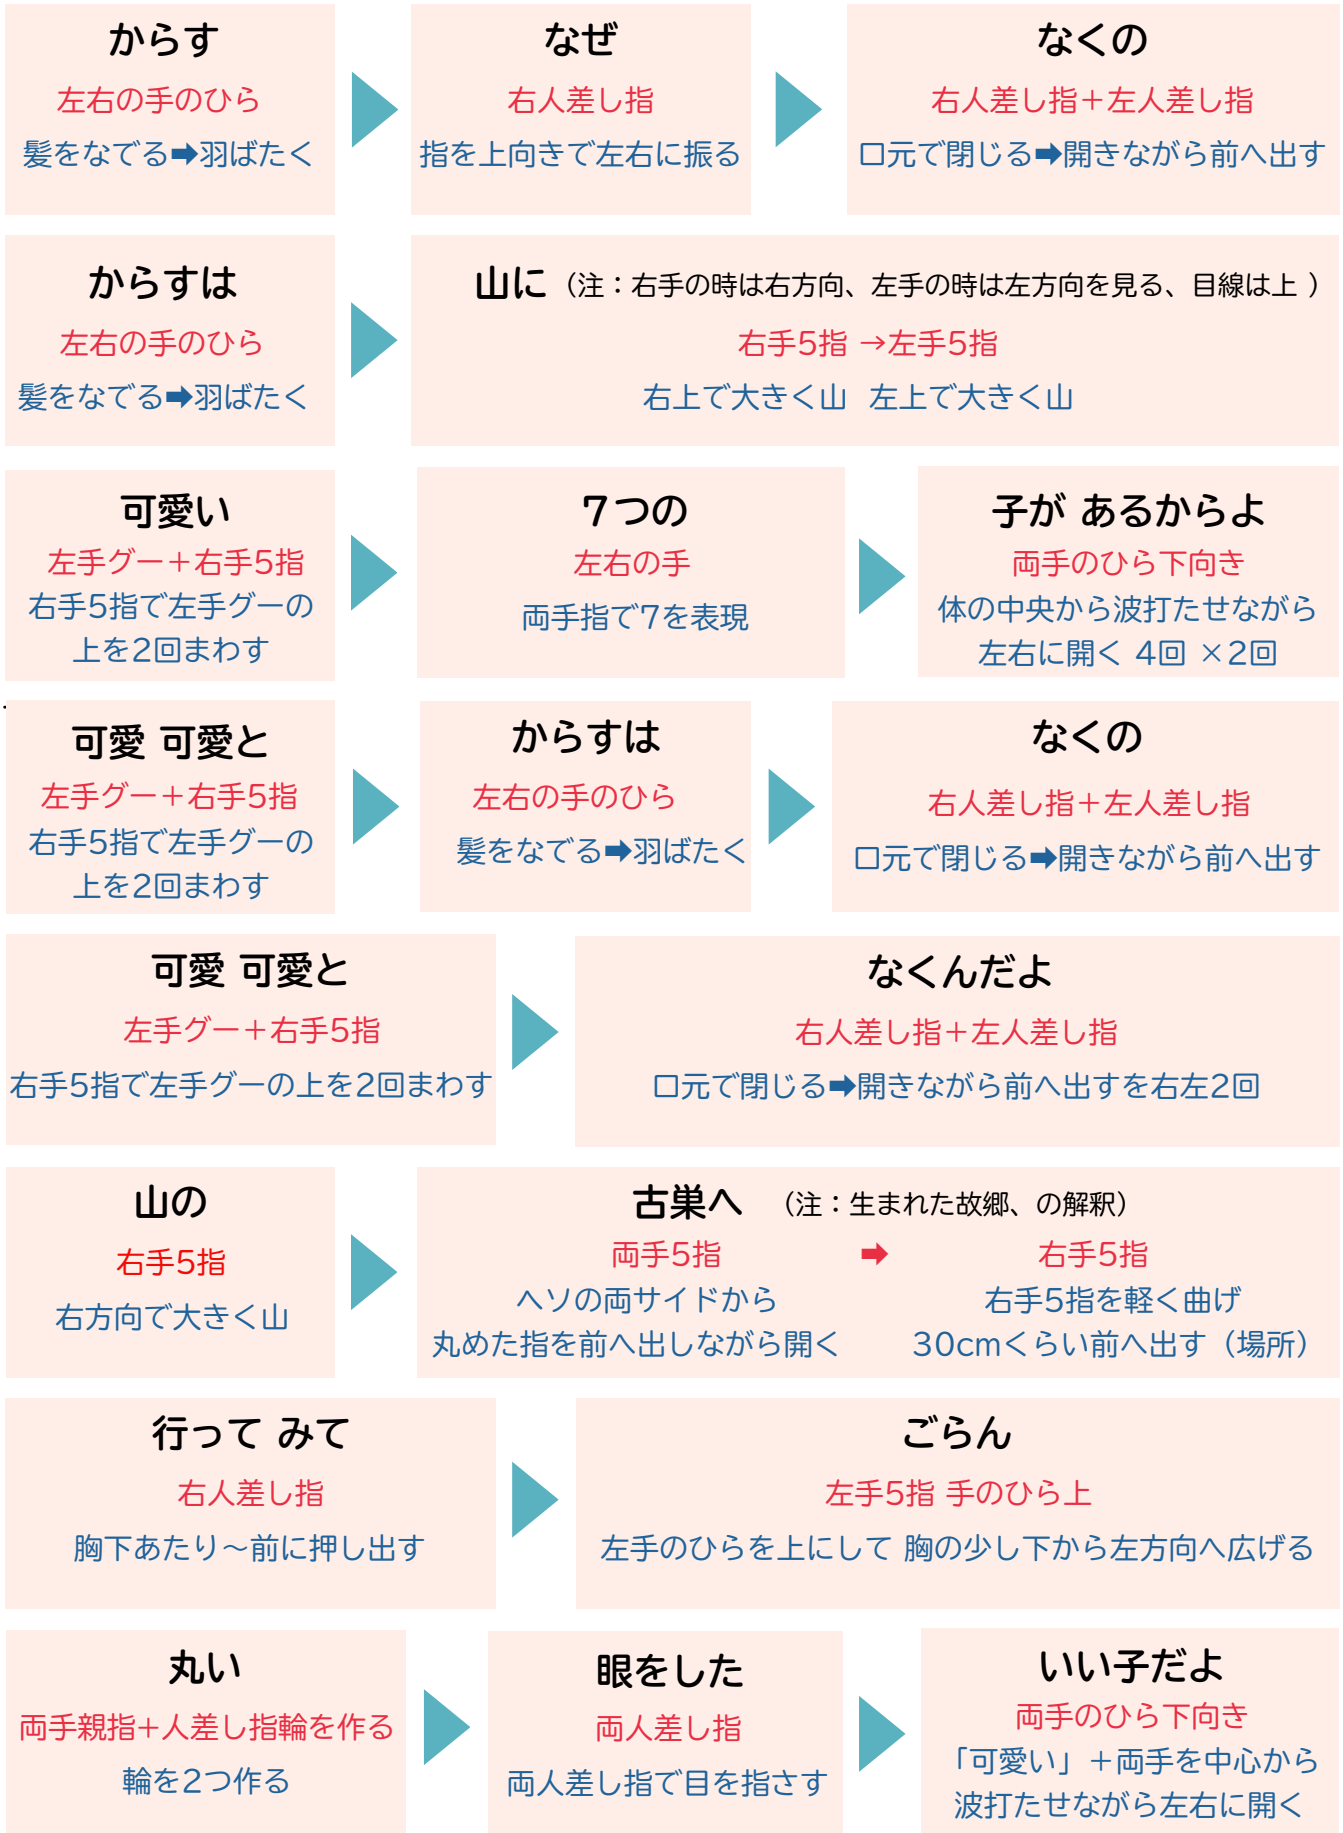 からす
左右の手のひら
髪をなでる➡羽ばたく
なぜ
右人差し指
指を上向きで左右に振る
なくの
右人差し指＋左人差し指
口元で閉じる➡開きながら前へ出す
からすは
左右の手のひら
髪をなでる➡羽ばたく
山に（注：右手の時は右方向、左手の時は左方向を見る、目線は上 ）
右手5指 →左手5指
右上で大きく山 左上で大きく山
可愛い
左手グー＋右手5指
右手5指で左手グーの
上を2回まわす
７つの
左右の手
両手指で7を表現
子が あるからよ
両手のひら下向き
体の中央から波打たせながら
左右に開く 4回 ×2回
可愛 可愛と
左手グー＋右手5指
右手5指で左手グーの
上を2回まわす
からすは
左右の手のひら
髪をなでる➡羽ばたく
なくの
右人差し指＋左人差し指
口元で閉じる➡開きながら前へ出す
可愛 可愛と
左手グー＋右手5指
右手5指で左手グーの上を2回まわす
なくんだよ
右人差し指＋左人差し指
口元で閉じる➡開きながら前へ出すを右左2回
山の
右手5指
右方向で大きく山
古巣へ （注：生まれた故郷、の解釈）
両手5指 ➡ 右手5指
ヘソの両サイドから
丸めた指を前へ出しながら開く
右手5指を軽く曲げ
30cmくらい前へ出す（場所）
行って みて
右人差し指
胸下あたり～前に押し出す
ごらん
左手5指 手のひら上
左手のひらを上にして 胸の少し下から左方向へ広げる
丸い
両手親指+人差し指輪を作る
輪を2つ作る
眼をした
両人差し指
両人差し指で目を指さす
いい子だよ
両手のひら下向き
「可愛い」＋両手を中心から
波打たせながら左右に開く